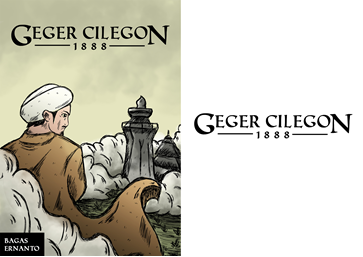 GEGER CILEGON
1888
BAGAS
ERNANTO
GEGER CILEGON
1888